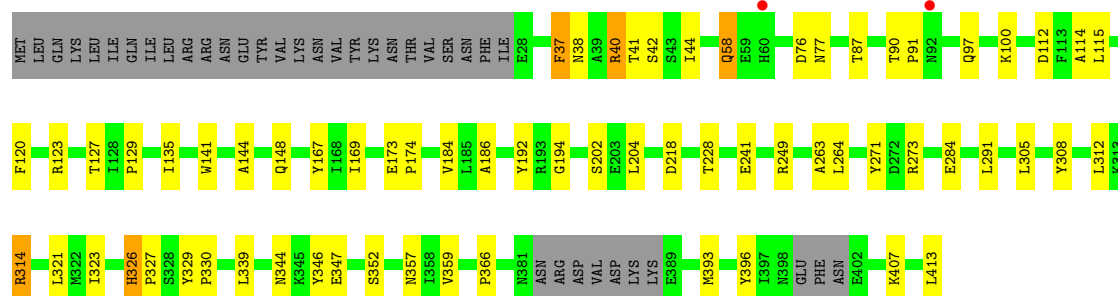 MET LEU GLN LYS LEU ILE GLN ILE LEU ARG ARG ASN GLU TYR VAL LYS ASN VAL TYR LYS ASN THR VAL SER ASN PHE ILE E28 F37 N38 A39 R40 T41 S42 S43 I44 Q58 E59 H60 D76 N77 T87 T90 P91 N92 Q97 K100 D112 F113 A114 L115
F120 R123 T127 I128 P129 I135 W141 A144 Q148 Y167 I168 I169 E173 P174 V184 L185 A186 Y192 R193 G194 S202 E203 L204 D218 T228 E241 R249 A263 L264 Y271 D272 R273 E284 L291 L305 Y308 L312 K313
R314 L321 M322 I323 H326 P327 S328 Y329 P330 L339 N344 K345 Y346 E347 S352 N357 I358 V359 P366 N381 ASN ARG ASP VAL ASP LYS LYS E389 M393 Y396 I397 N398 GLU PHE ASN E402 K407 L413